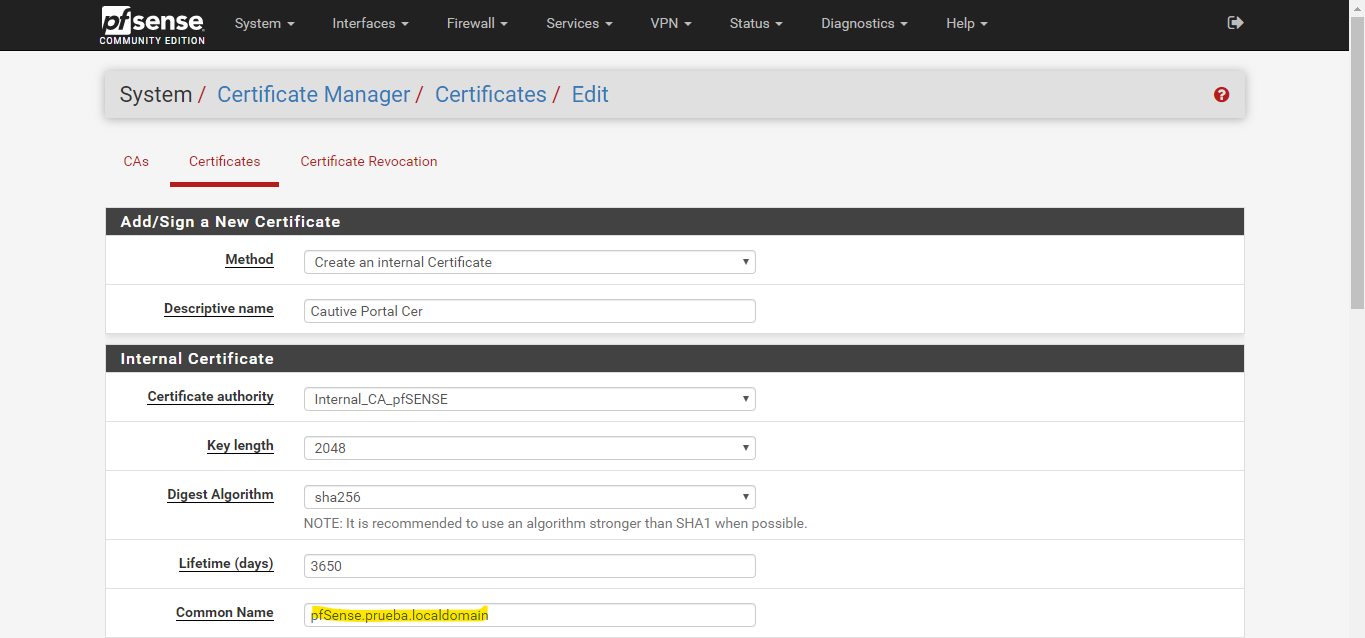 pfsense
COMMUNITY EDITION
System Interfaces Firewall Services VPN Status Diagnostics Help
System / Certificate Manager / Certificates / Edit
CAs Certificates Certificate Revocation
Add/Sign a New Certificate
Method Create an internal Certificate
Descriptive name Cautive Portal Cer
Internal Certificate
Certificate authority Internal_CA_pfSENSE
Key length 2048
Digest Algorithm sha256
NOTE: It is recommended to use an algorithm stronger than SHA1 when possible.
Lifetime (days) 3650
Common Name pfSense.prueba.localdomain